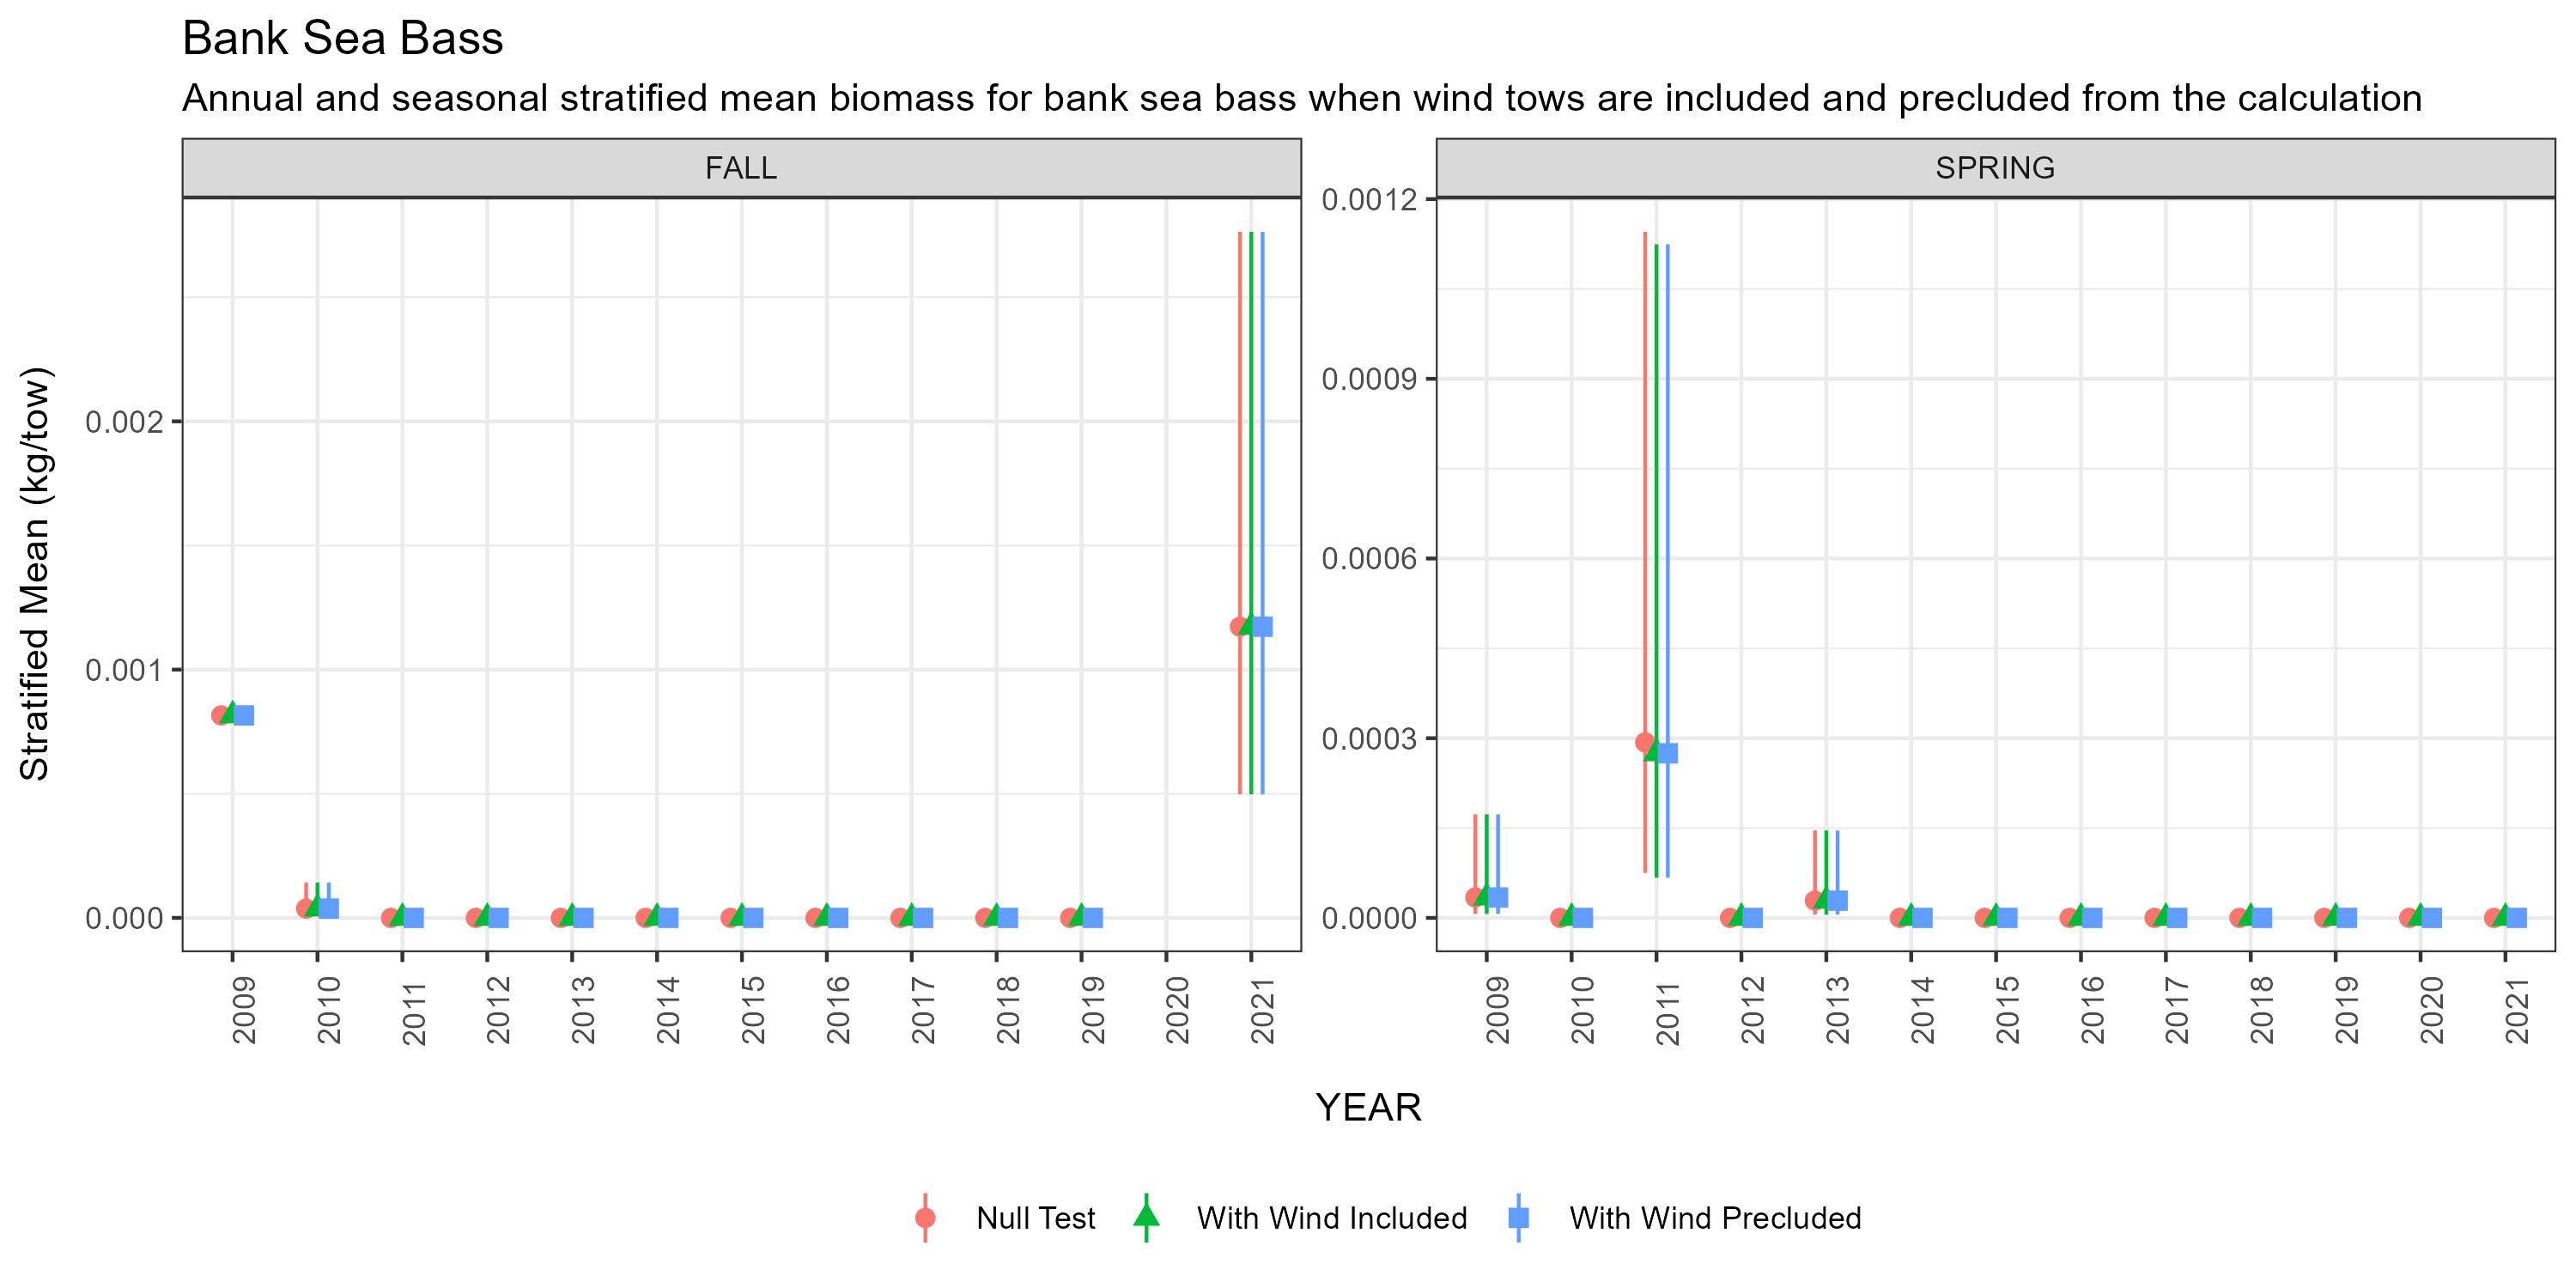 Bank Sea Bass
Annual and seasonal stratified mean biomass for bank sea bass when wind tows are included and precluded from the calculation
FALL
SPRING
Stratified Mean (kg/tow)
0.002
0.001
0.000
0.0012
0.0009
0.0006
0.0003
0.0000
2009 2010 2011 2012 2013 2014 2015 2016 2017 2018 2019 2020 2021
2009 2010 2011 2012 2013 2014 2015 2016 2017 2018 2019 2020 2021
YEAR
Null Test With Wind Included With Wind Precluded